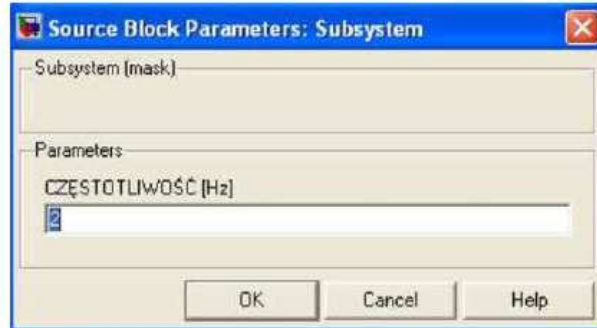 Source Block Parameters: Subsystem
Subsystem (mask)
Parameters
CZĘSTOTLIWOŚĆ [Hz]
2
OK Cancel Help